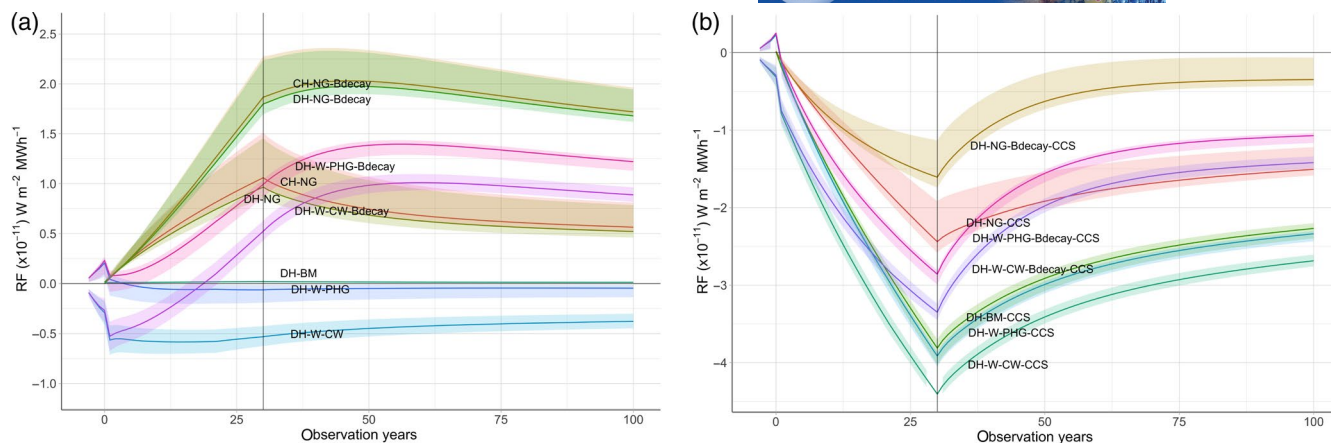 (a)
2.5
2.0
1.5
1.0
0.5
0.0
−0.5
−1.0
RF (x10⁻¹¹) W m⁻² MWh⁻¹
CH-NG-Bdecay
DH-NG-Bdecay
DH-W-PHG-Bdecay
CH-NG
DH-NG
DH-W-CW-Bdecay
DH-BM
DH-W-PHG
DH-W-CW
0
25
50
75
100
Observation years
(b)
0
−1
−2
−3
−4
RF (x10⁻¹¹) W m⁻² MWh⁻¹
DH-NG-Bdecay-CCS
DH-NG-CCS
DH-W-PHG-Bdecay-CCS
DH-W-CW-Bdecay-CCS
DH-BM-CCS
DH-W-PHG-CCS
DH-W-CW-CCS
0
25
50
75
100
Observation years